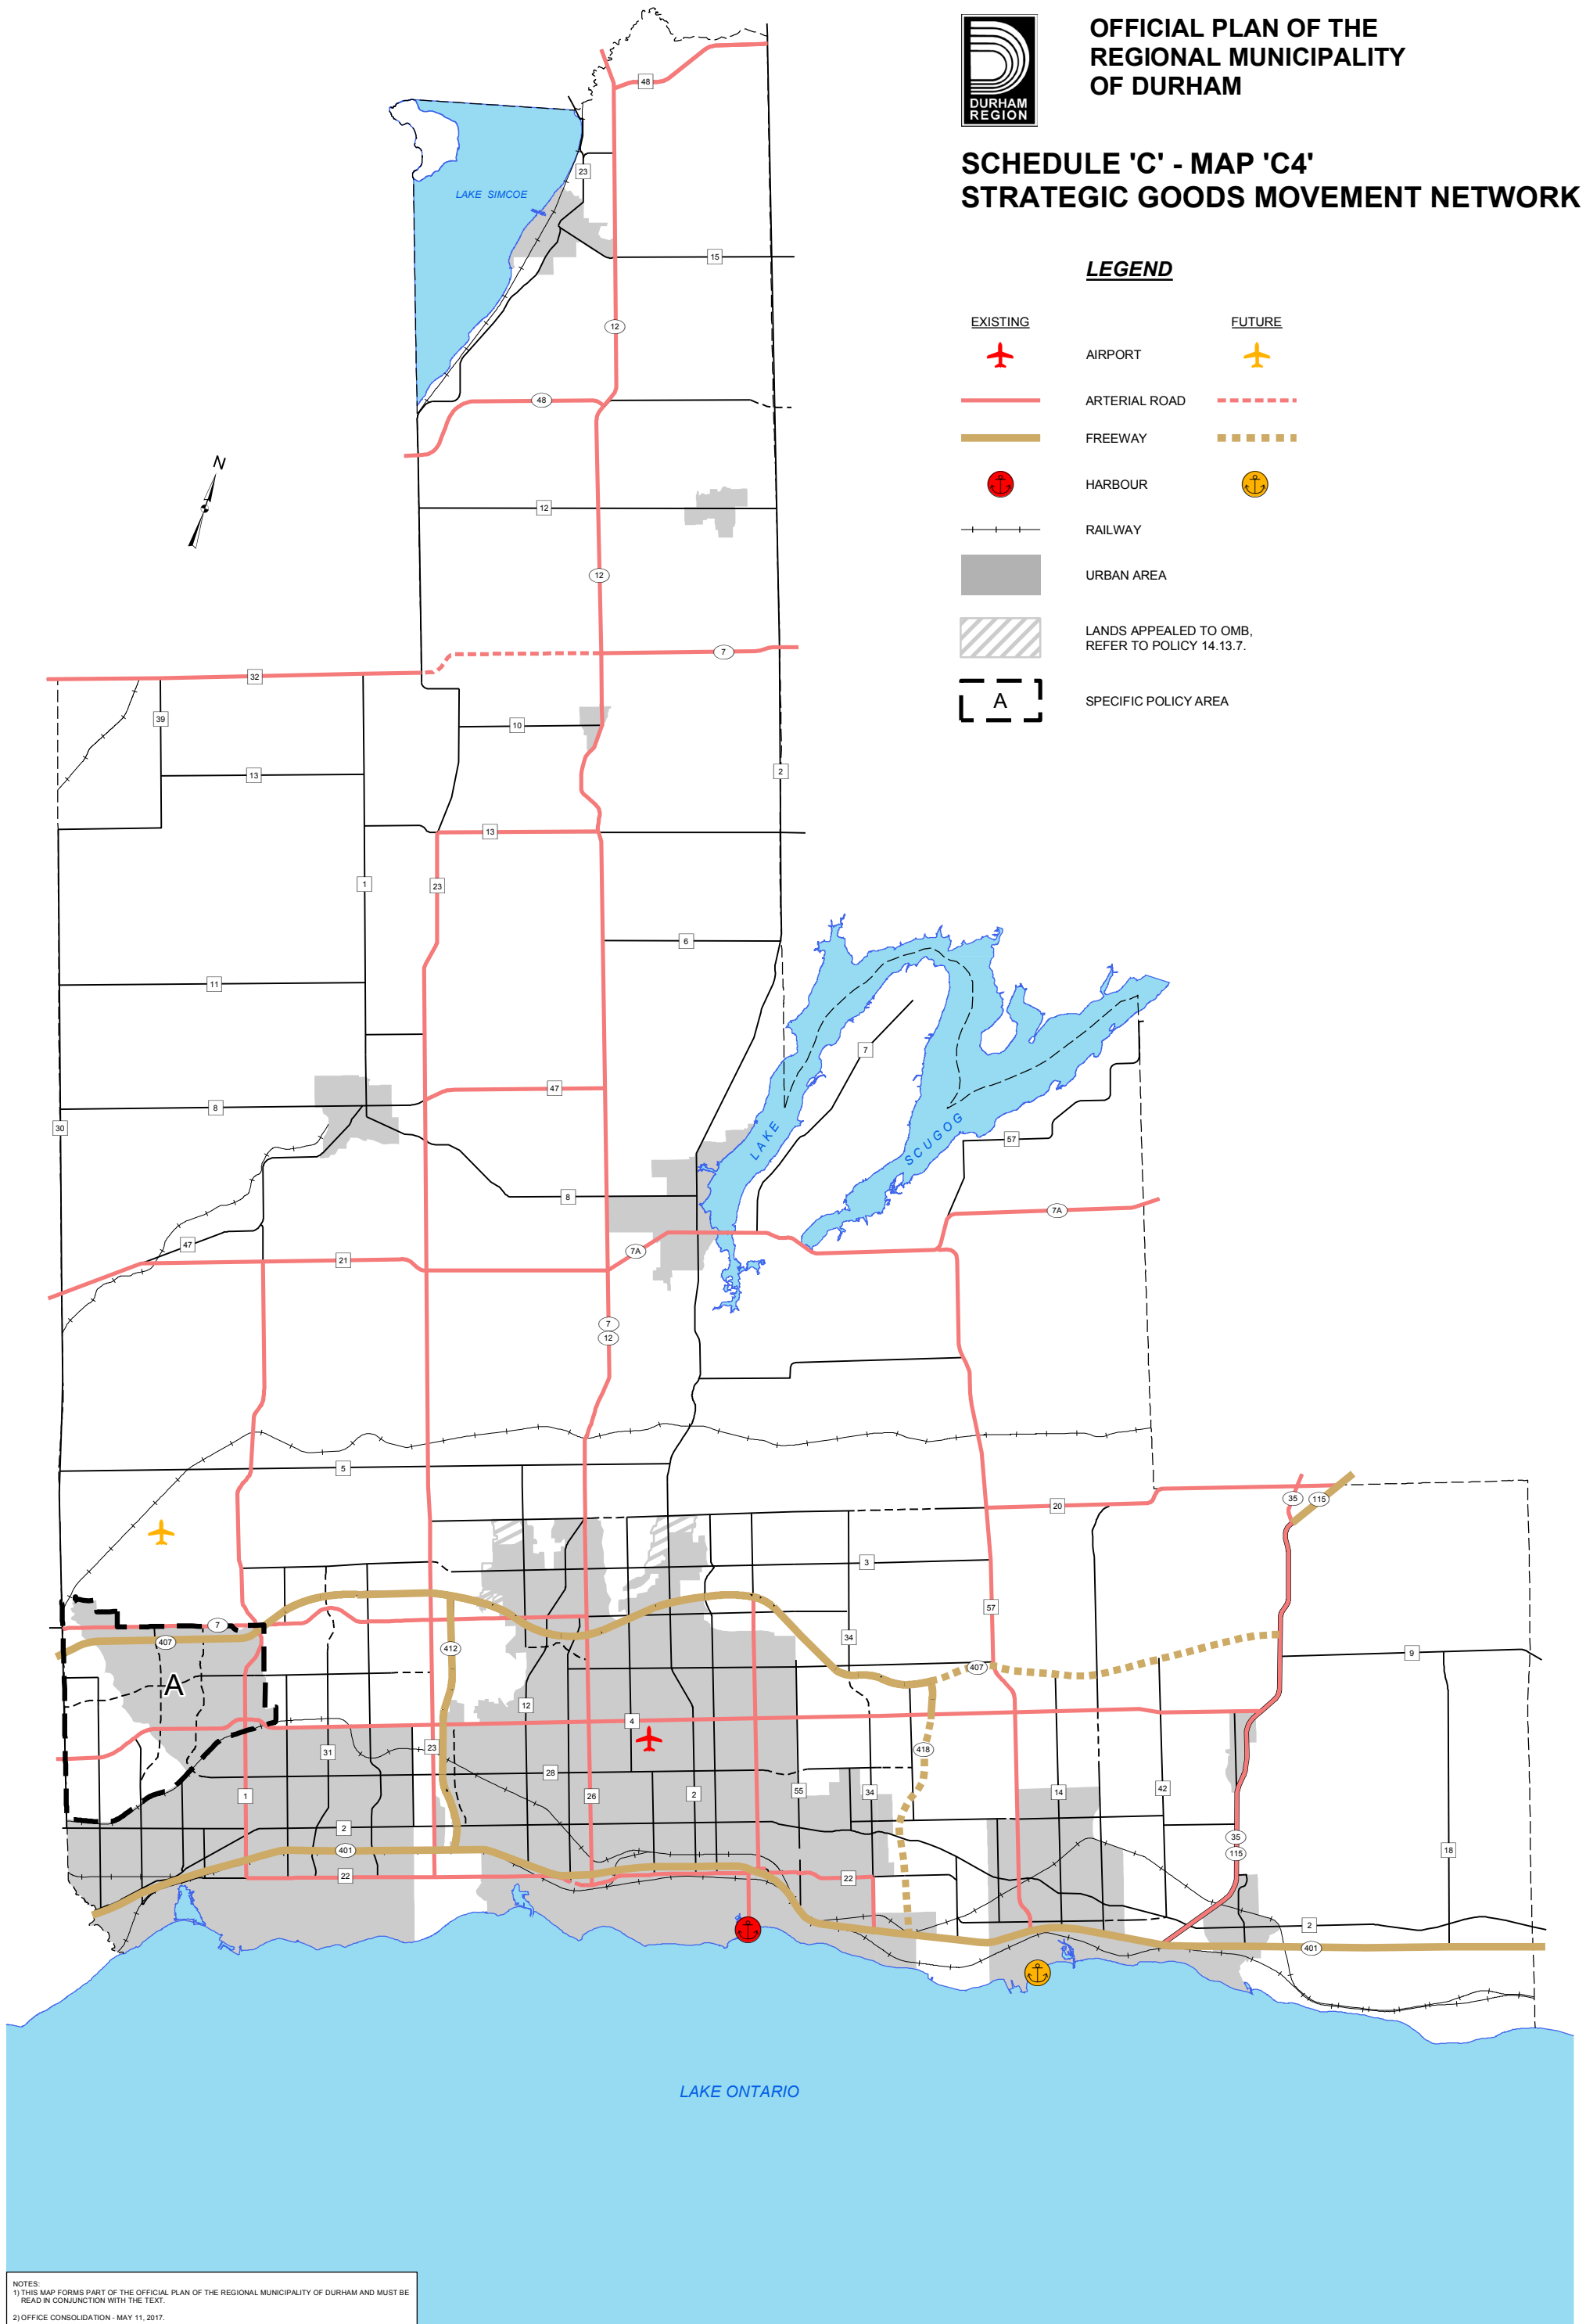 DURHAM
REGION
OFFICIAL PLAN OF THE
REGIONAL MUNICIPALITY
OF DURHAM
SCHEDULE 'C' - MAP 'C4'
STRATEGIC GOODS MOVEMENT NETWORK
LEGEND
EXISTING
FUTURE
AIRPORT
ARTERIAL ROAD
FREEWAY
HARBOUR
RAILWAY
URBAN AREA
LANDS APPEALED TO OMB,
REFER TO POLICY 14.13.7.
A
SPECIFIC POLICY AREA
48
23
LAKE SIMCOE
15
12
48
N
12
12
7
32
39
10
13
2
13
1
23
6
11
7
47
8
30
LAKE
SCUGOG
57
8
7A
47
7A
21
7
12
5
35
115
20
3
57
7
407
412
34
9
407
A
12
4
418
23
31
28
1
26
2
55
34
14
42
2
35
401
115
18
22
22
2
401
LAKE ONTARIO
NOTES:
1) THIS MAP FORMS PART OF THE OFFICIAL PLAN OF THE REGIONAL MUNICIPALITY OF DURHAM AND MUST BE
READ IN CONJUNCTION WITH THE TEXT.
2) OFFICE CONSOLIDATION - MAY 11, 2017.